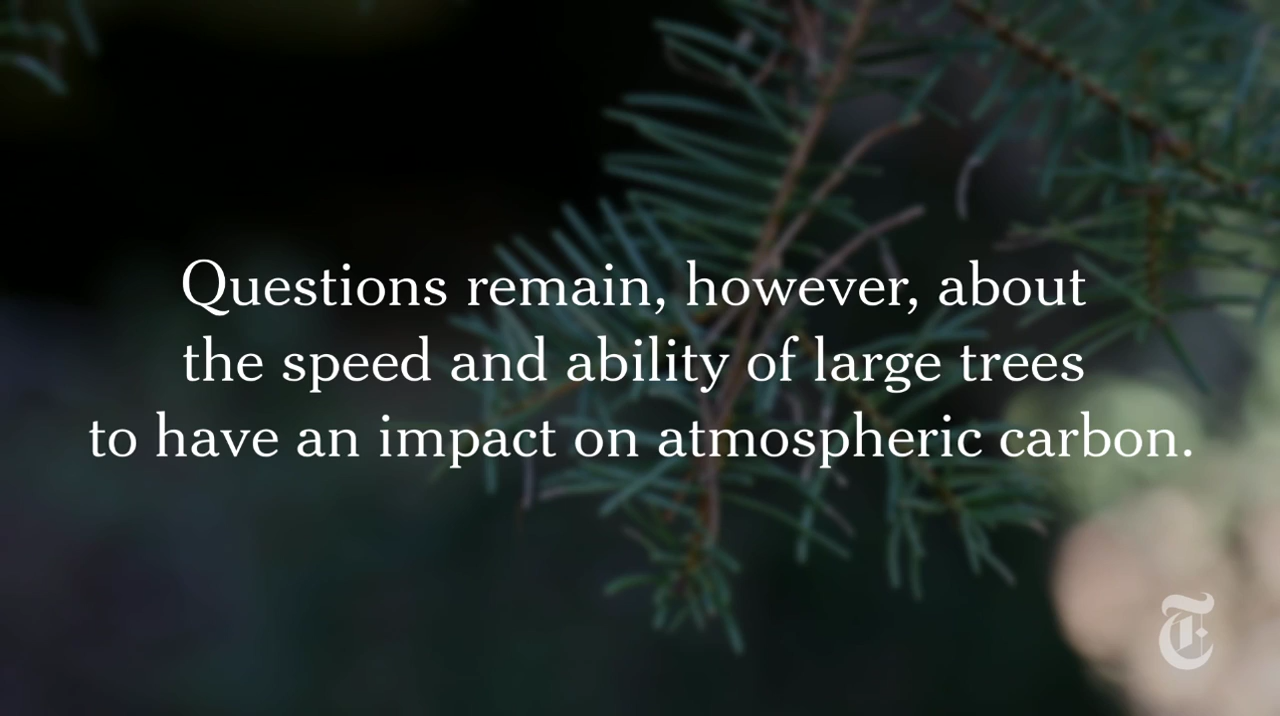 Questions remain, however, about
the speed and ability of large trees
to have an impact on atmospheric carbon.
T